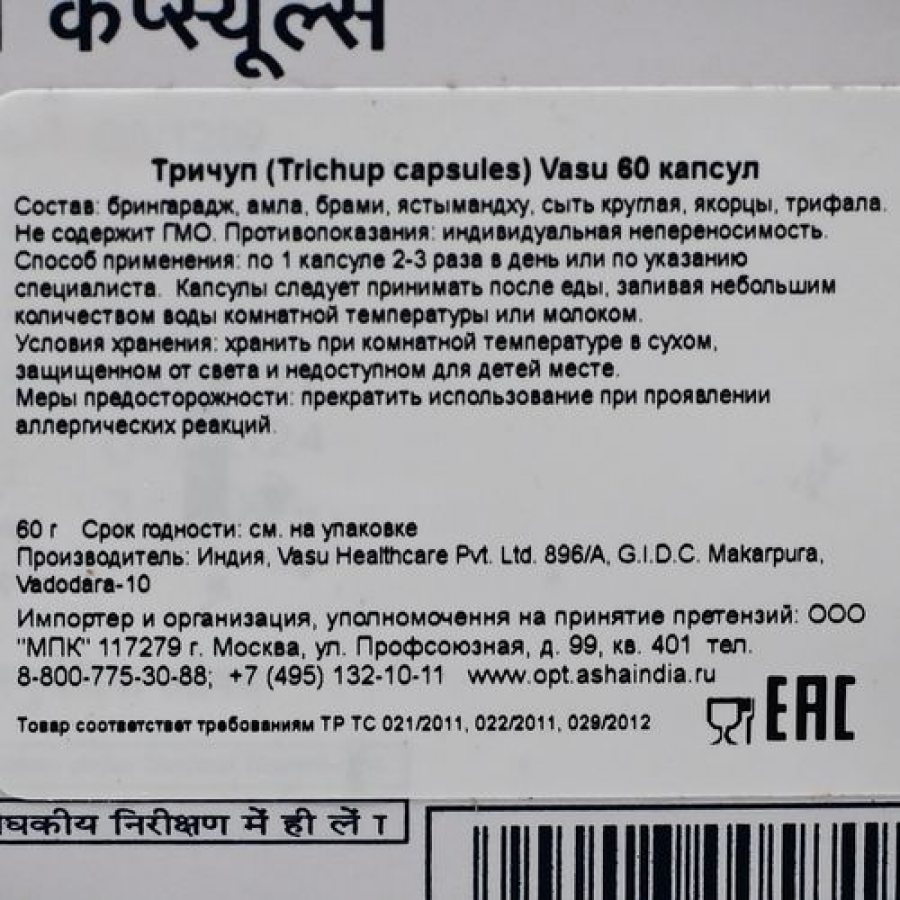 कैप्स्यूल्स
Тричуп (Trichup capsules) Vasu 60 капсул
Состав: брингарадж, амла, брами, ястымандху, сыть круглая, якорцы, трифала.
Не содержит ГМО. Противопоказания: индивидуальная непереносимость.
Способ применения: по 1 капсуле 2-3 раза в день или по указанию
специалиста. Капсулы следует принимать после еды, запивая небольшим
количеством воды комнатной температуры или молоком.
Условия хранения: хранить при комнатной температуре в сухом,
защищенном от света и недоступном для детей месте.
Меры предосторожности: прекратить использование при проявлении
аллергических реакций.
60 г Срок годности: см. на упаковке
Производитель: Индия, Vasu Healthcare Pvt. Ltd. 896/A, G.I.D.C. Makarpura,
Vadodara-10
Импортер и организация, уполномочення на принятие претензий: ООО
"МПК" 117279 г. Москва, ул. Профсоюзная, д. 99, кв. 401 тел.
8-800-775-30-88; +7 (495) 132-10-11 www.opt.ashaindia.ru
Товар соответствет требованиям ТР ТС 021/2011, 022/2011, 029/2012
EAC
निरीक्षण में ही लें